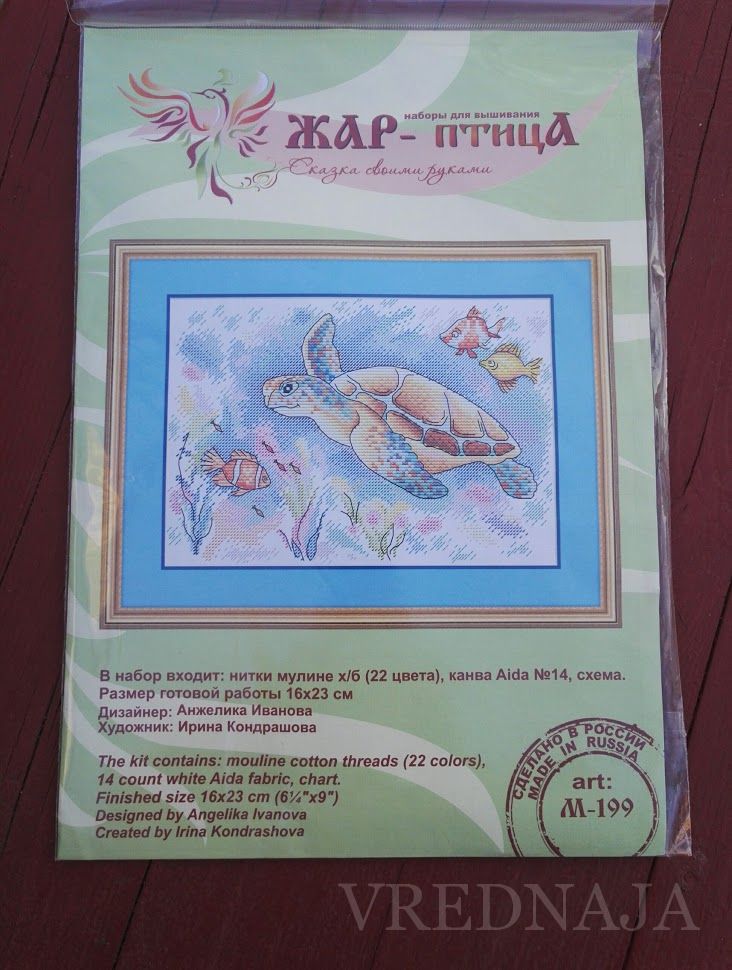 наборы для вышивания
ЖАР-ПТИЦА
Сказка своими руками
В набор входит: нитки мулине х/б (22 цвета), канва Aida №14, схема.
Размер готовой работы 16x23 см
Дизайнер: Анжелика Иванова
Художник: Ирина Кондрашова
The kit contains: mouline cotton threads (22 colors),
14 count white Aida fabric, chart.
Finished size 16x23 cm (6¼"x9")
Designed by Angelika Ivanova
Created by Irina Kondrashova
СДЕЛАНО В РОССИИ
MADE IN RUSSIA
art:
М-199
VREDNAJA